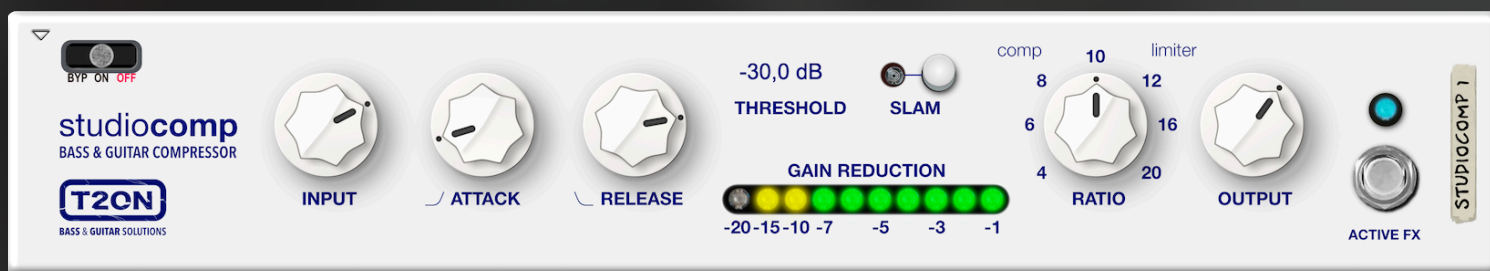 BYP ON OFF
studiocomp
BASS & GUITAR COMPRESSOR
T2ON
BASS & GUITAR SOLUTIONS
INPUT
ATTACK
RELEASE
-30,0 dB
THRESHOLD
SLAM
GAIN REDUCTION
-20 -15 -10 -7 -5 -3 -1
comp
limiter
10
8
12
6
16
4
20
RATIO
OUTPUT
ACTIVE FX
STUDIOCOMP 1